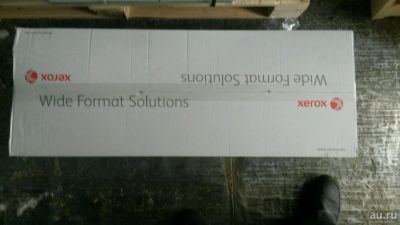 xerox
Wide Format Solutions
Wide Format Solutions
xerox
au.ru